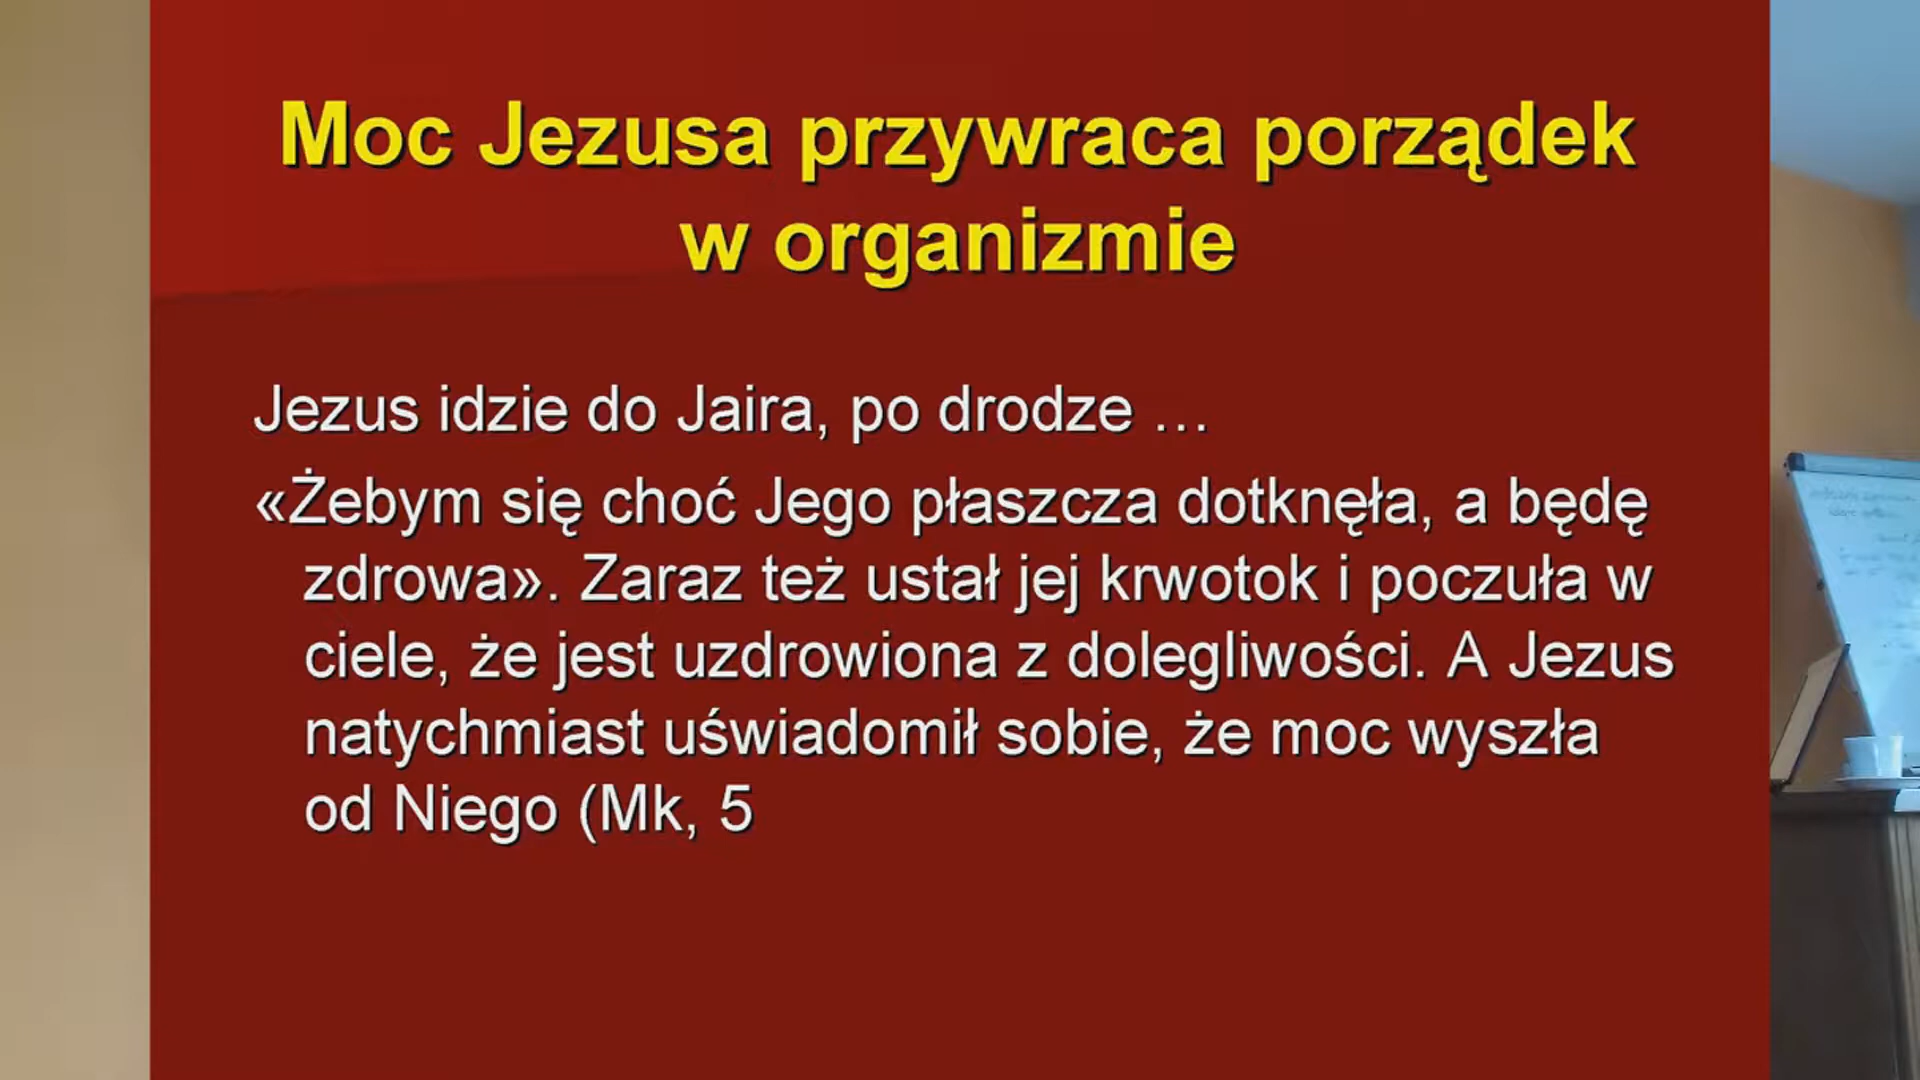 Moc Jezusa przywraca porządek
w organizmie
Jezus idzie do Jaira, po drodze …
«Żebym się choć Jego płaszcza dotknęła, a będę
zdrowa». Zaraz też ustał jej krwotok i poczuła w
ciele, że jest uzdrowiona z dolegliwości. A Jezus
natychmiast uświadomił sobie, że moc wyszła
od Niego (Mk, 5